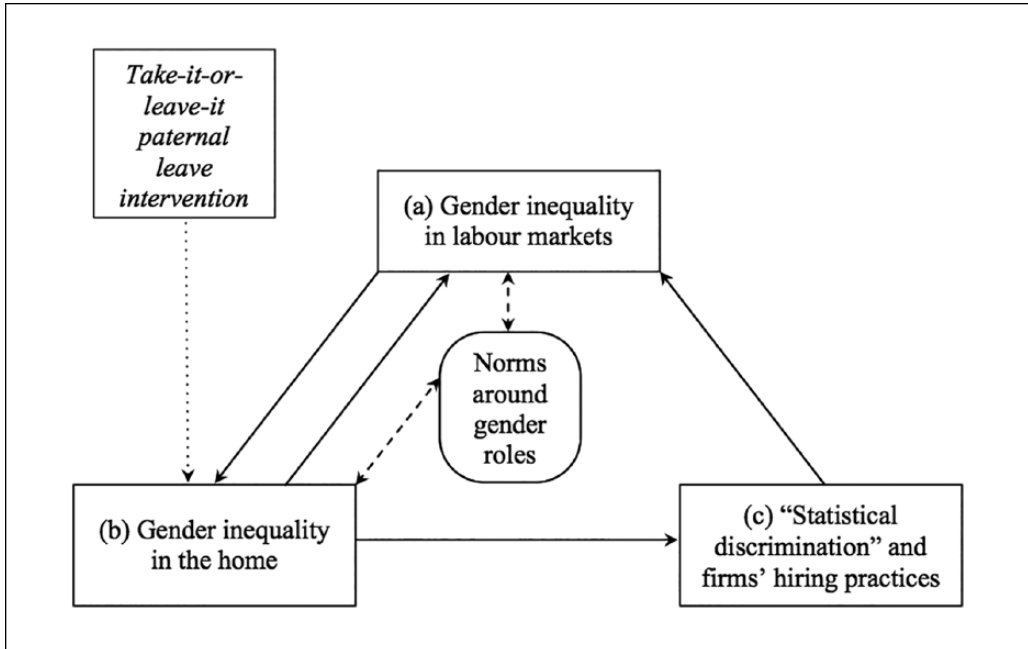 Take-it-or-
leave-it
paternal
leave
intervention
(a) Gender inequality
in labour markets
Norms
around
gender
roles
(b) Gender inequality
in the home
(c) “Statistical
discrimination” and
firms’ hiring practices